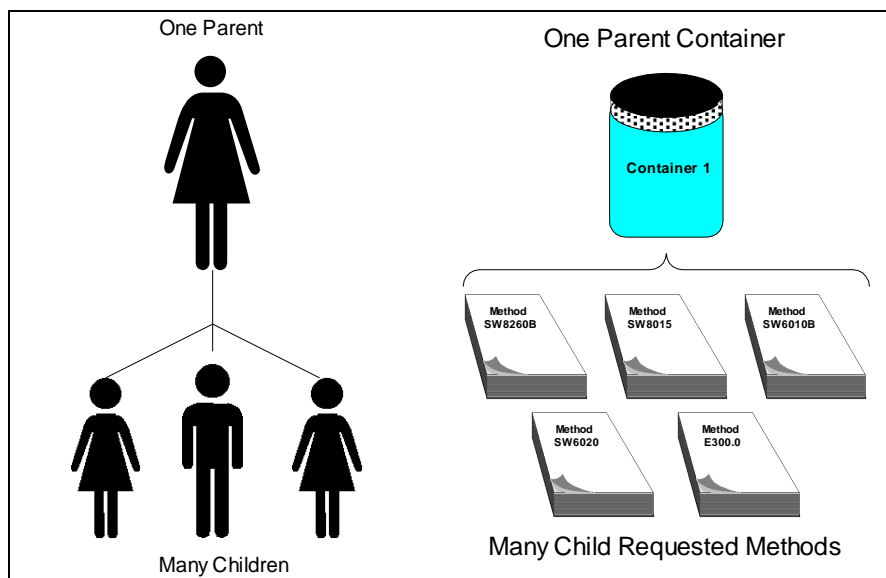 One Parent
Many Children
One Parent Container
Container 1
Method
SW8260B
Method
SW8015
Method
SW6010B
Method
SW6020
Method
E300.0
Many Child Requested Methods